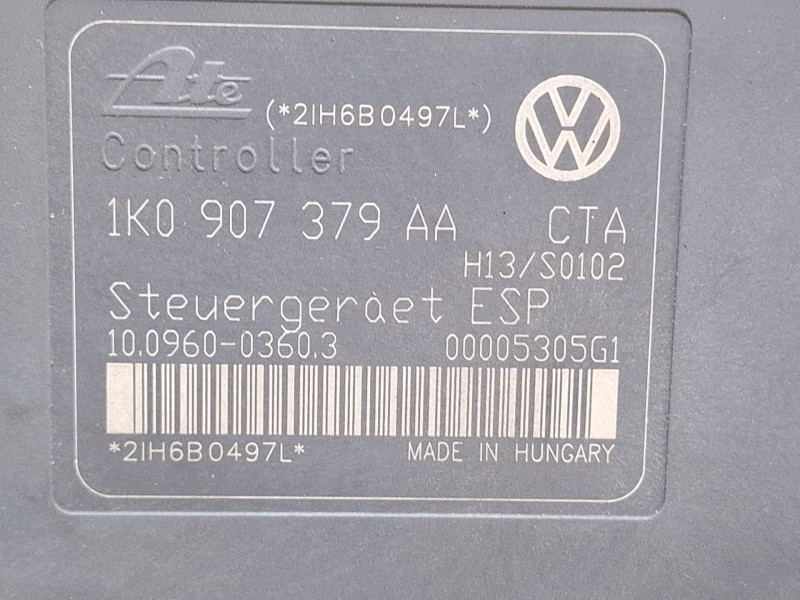 Ate (*2IH6B0497L*)
Controller
1K0 907 379 AA CTA
H13/S0102
Steuergeràet ESP
10.0960-0360.3 00005305G1
*2IH6B0497L* MADE IN HUNGARY